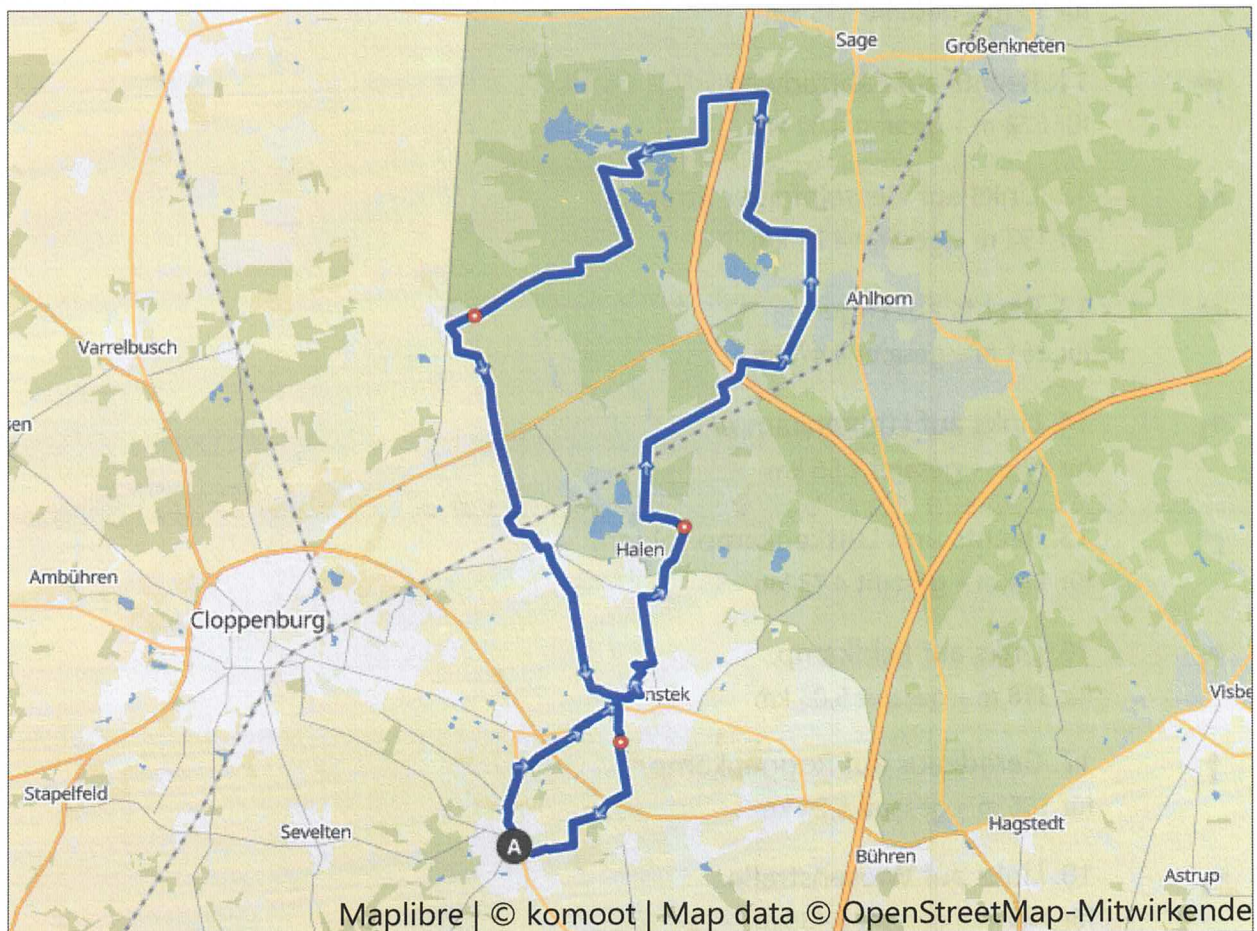 Sage
Großenkneten
Ahlhorn
Varrelbusch
en
Halen
Ambühren
Cloppenburg
nstek
Visbe
Stapelfeld
Sevelten
Hagstedt
A
Bühren
Astrup
Maplibre | © komoot | Map data © OpenStreetMap-Mitwirkende